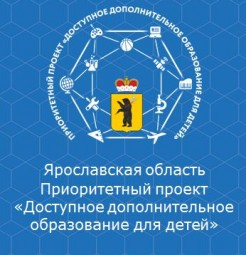 ПРИОРИТЕТНЫЙ ПРОЕКТ «ДОСТУПНОЕ ДОПОЛНИТЕЛЬНОЕ ОБРАЗОВАНИЕ ДЛЯ ДЕТЕЙ»
Ярославская область
Приоритетный проект
«Доступное дополнительное
образование для детей»